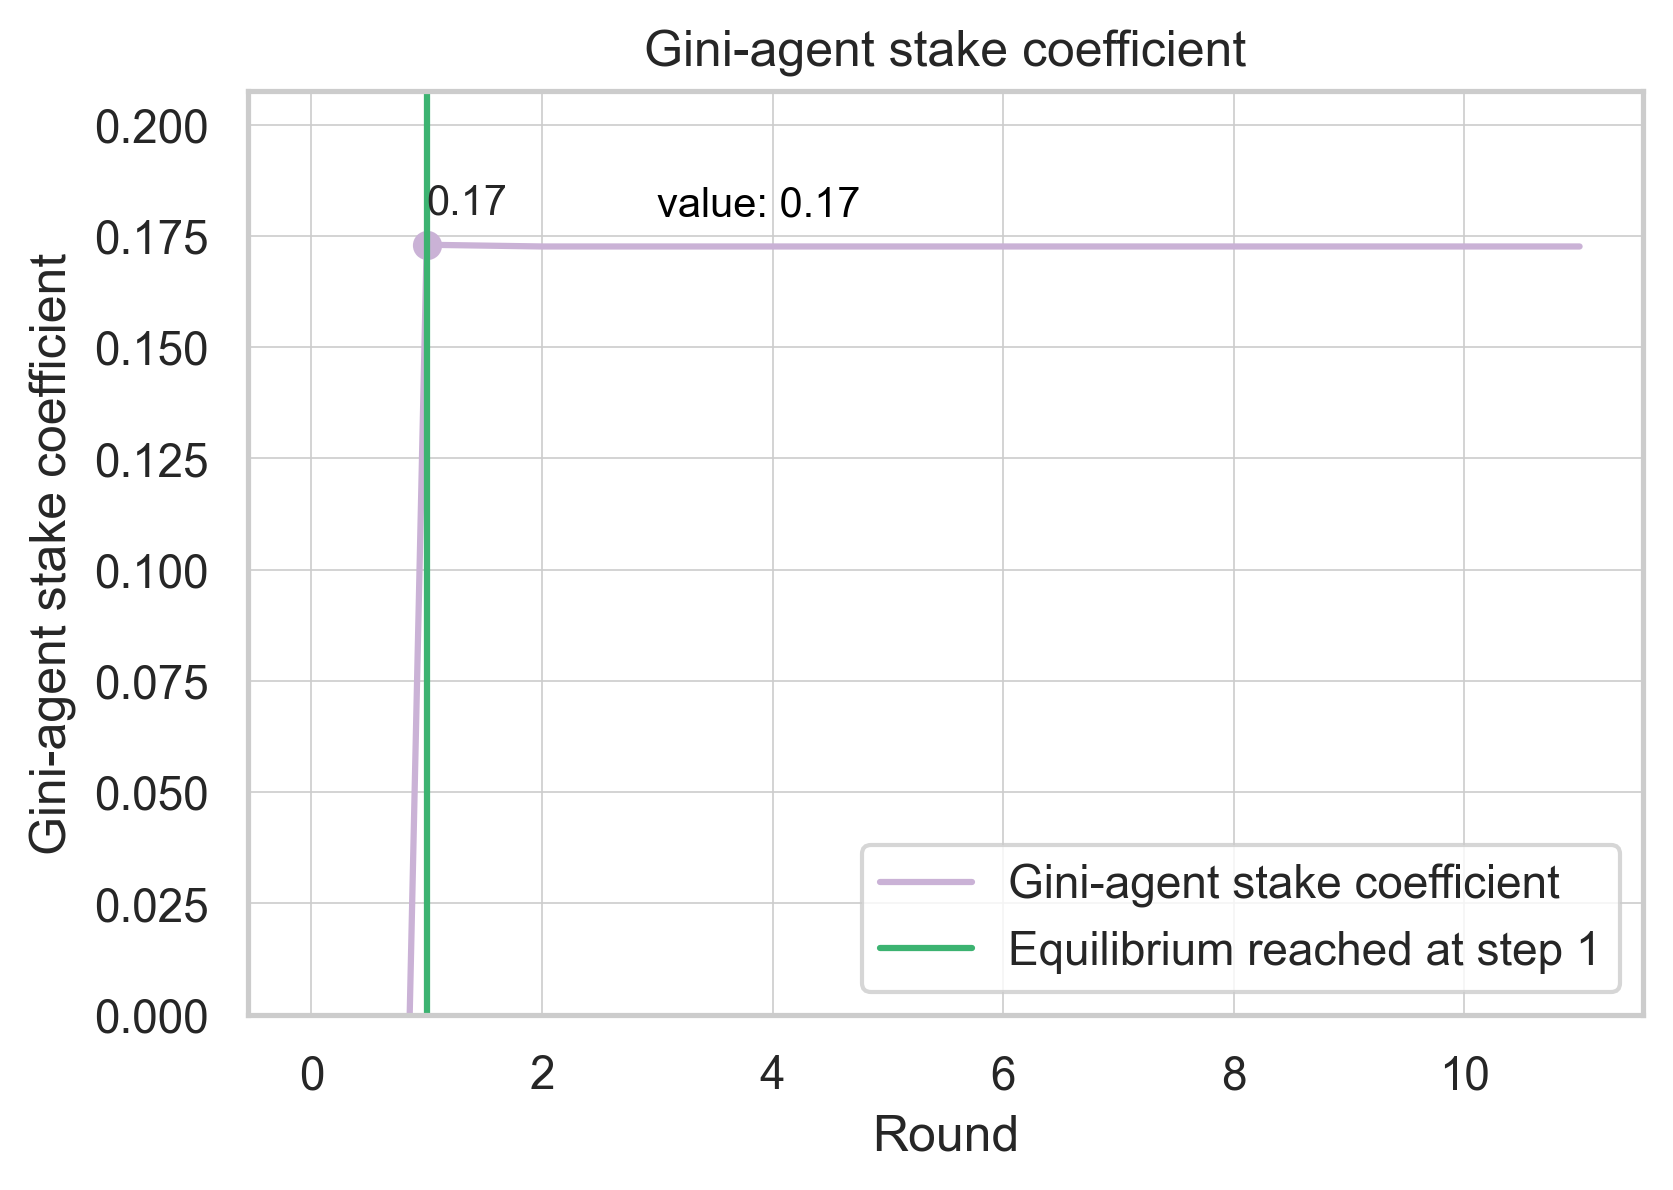 Gini-agent stake coefficient
0.200
0.175
0.150
0.125
0.100
0.075
0.050
0.025
0.000
Gini-agent stake coefficient
0.17
value: 0.17
Gini-agent stake coefficient
Equilibrium reached at step 1
0 2 4 6 8 10
Round